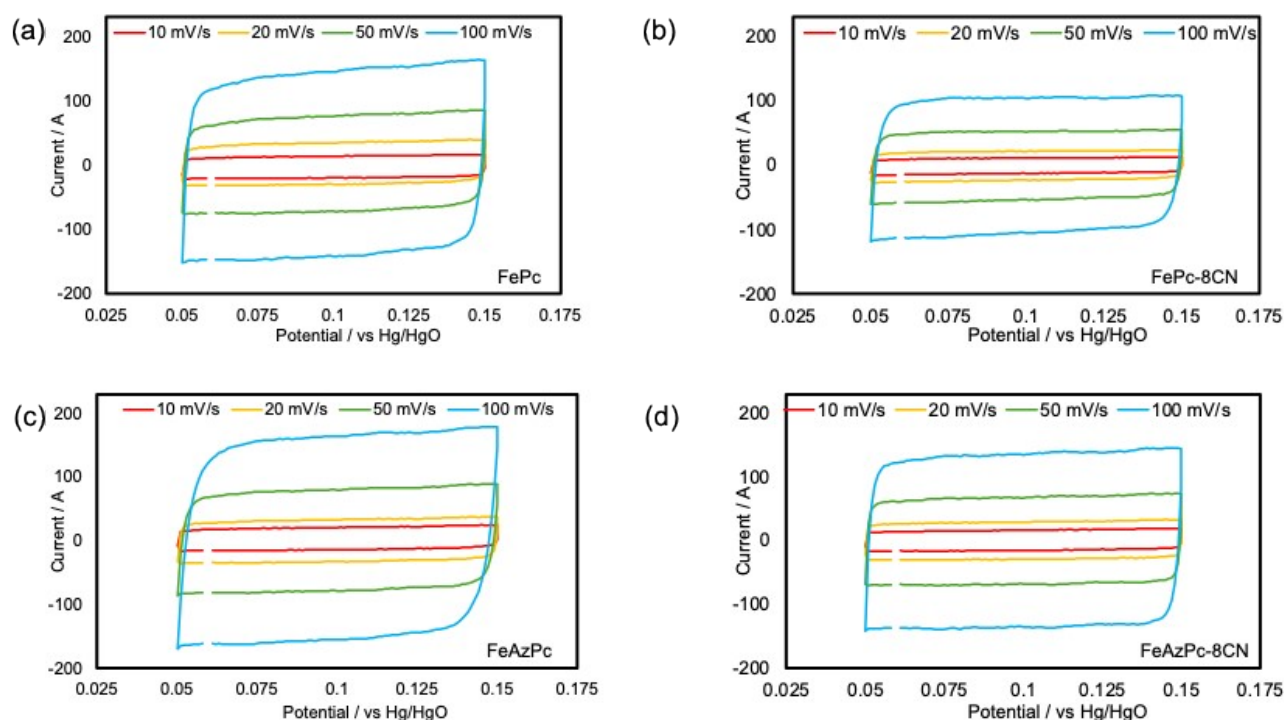 (a)
10 mV/s 20 mV/s 50 mV/s 100 mV/s
200
100
0
-100
-200
Current / A
FePc
0.025 0.05 0.075 0.1 0.125 0.15 0.175
Potential / vs Hg/HgO
(b)
10 mV/s 20 mV/s 50 mV/s 100 mV/s
200
100
0
-100
-200
Current / A
FePc-8CN
0.025 0.05 0.075 0.1 0.125 0.15 0.175
Potential / vs Hg/HgO
(c)
10 mV/s 20 mV/s 50 mV/s 100 mV/s
200
100
0
-100
-200
Current / A
FeAzPc
0.025 0.05 0.075 0.1 0.125 0.15 0.175
Potential / vs Hg/HgO
(d)
10 mV/s 20 mV/s 50 mV/s 100 mV/s
200
100
0
-100
-200
Current / A
FeAzPc-8CN
0.025 0.05 0.075 0.1 0.125 0.15 0.175
Potential / vs Hg/HgO